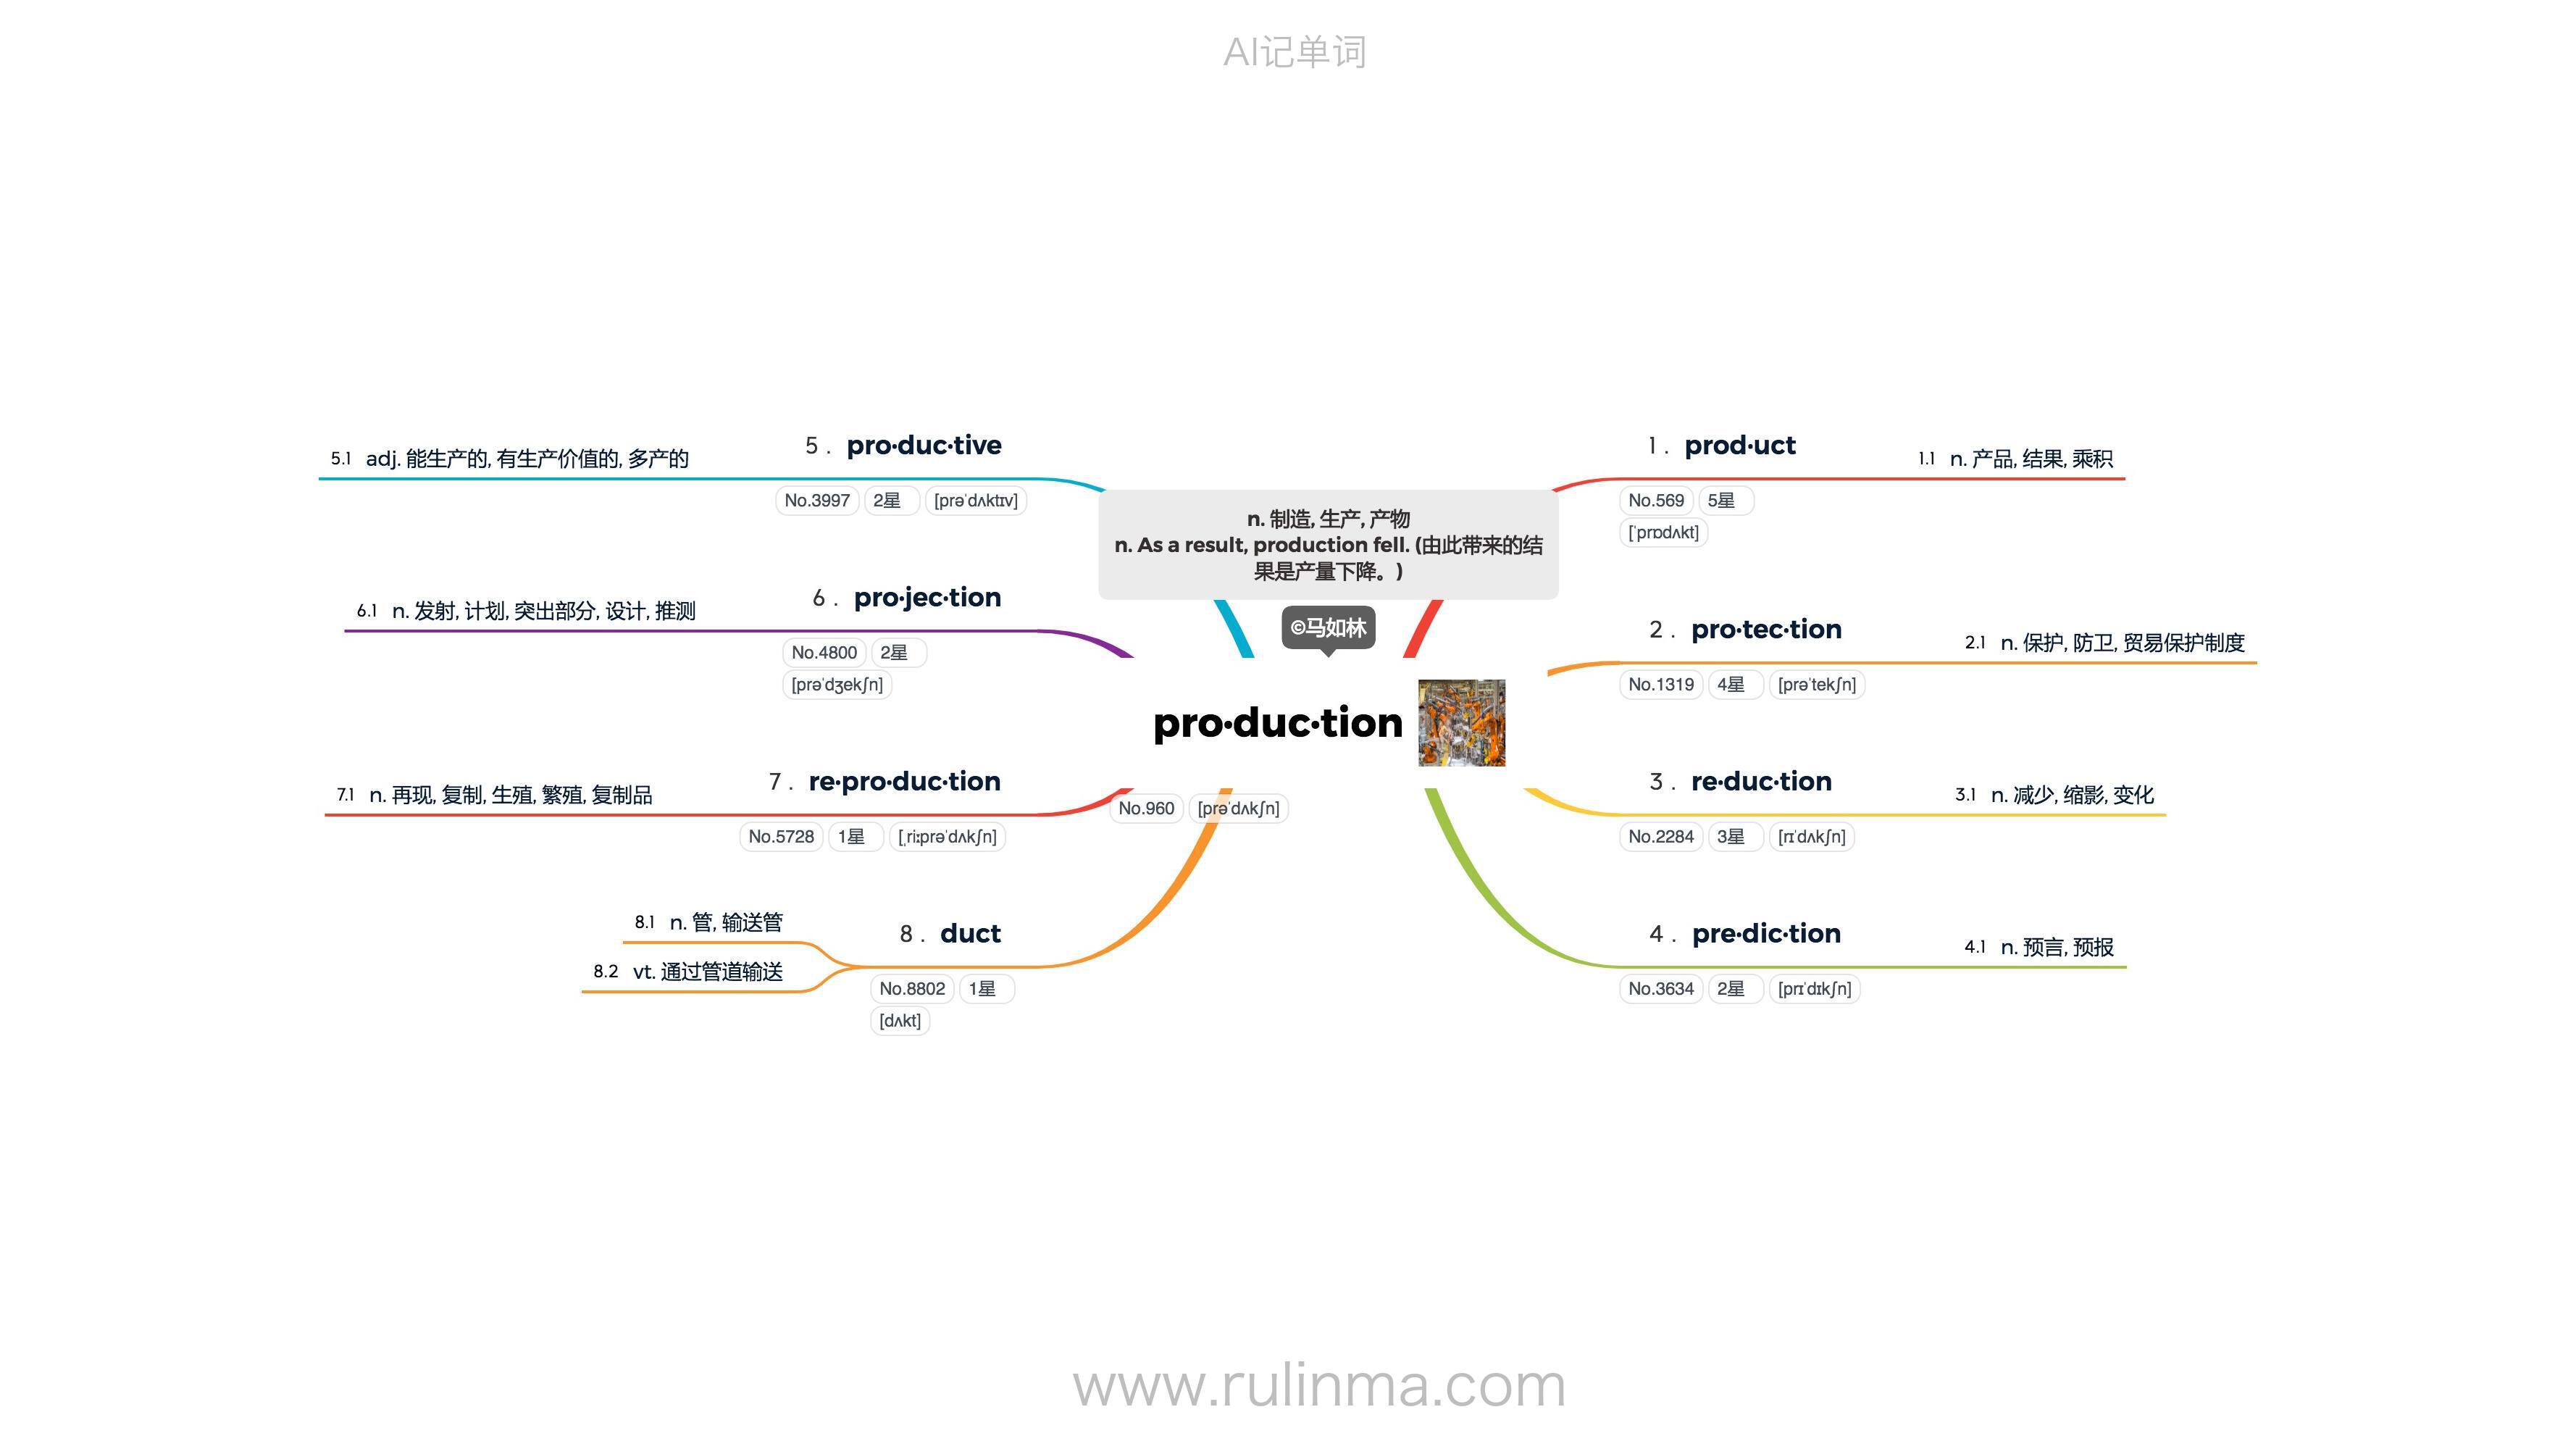 AI记单词
n. 制造, 生产, 产物
n. As a result, production fell. (由此带来的结
果是产量下降。)
©马如林
pro·duc·tion
No.960 [prəˈdʌkʃn]
1. prod·uct
No.569 5星
[ˈprɒdʌkt]
1.1 n. 产品, 结果, 乘积
2. pro·tec·tion
No.1319 4星 [prəˈtekʃn]
2.1 n. 保护, 防卫, 贸易保护制度
3. re·duc·tion
No.2284 3星 [rɪˈdʌkʃn]
3.1 n. 减少, 缩影, 变化
4. pre·dic·tion
No.3634 2星 [prɪˈdɪkʃn]
4.1 n. 预言, 预报
5. pro·duc·tive
No.3997 2星 [prəˈdʌktɪv]
5.1 adj. 能生产的, 有生产价值的, 多产的
6. pro·jec·tion
No.4800 2星
[prəˈdʒekʃn]
6.1 n. 发射, 计划, 突出部分, 设计, 推测
7. re·pro·duc·tion
No.5728 1星 [ˌriːprəˈdʌkʃn]
7.1 n. 再现, 复制, 生殖, 繁殖, 复制品
8. duct
No.8802 1星
[dʌkt]
8.1 n. 管, 输送管
8.2 vt. 通过管道输送
www.rulinma.com